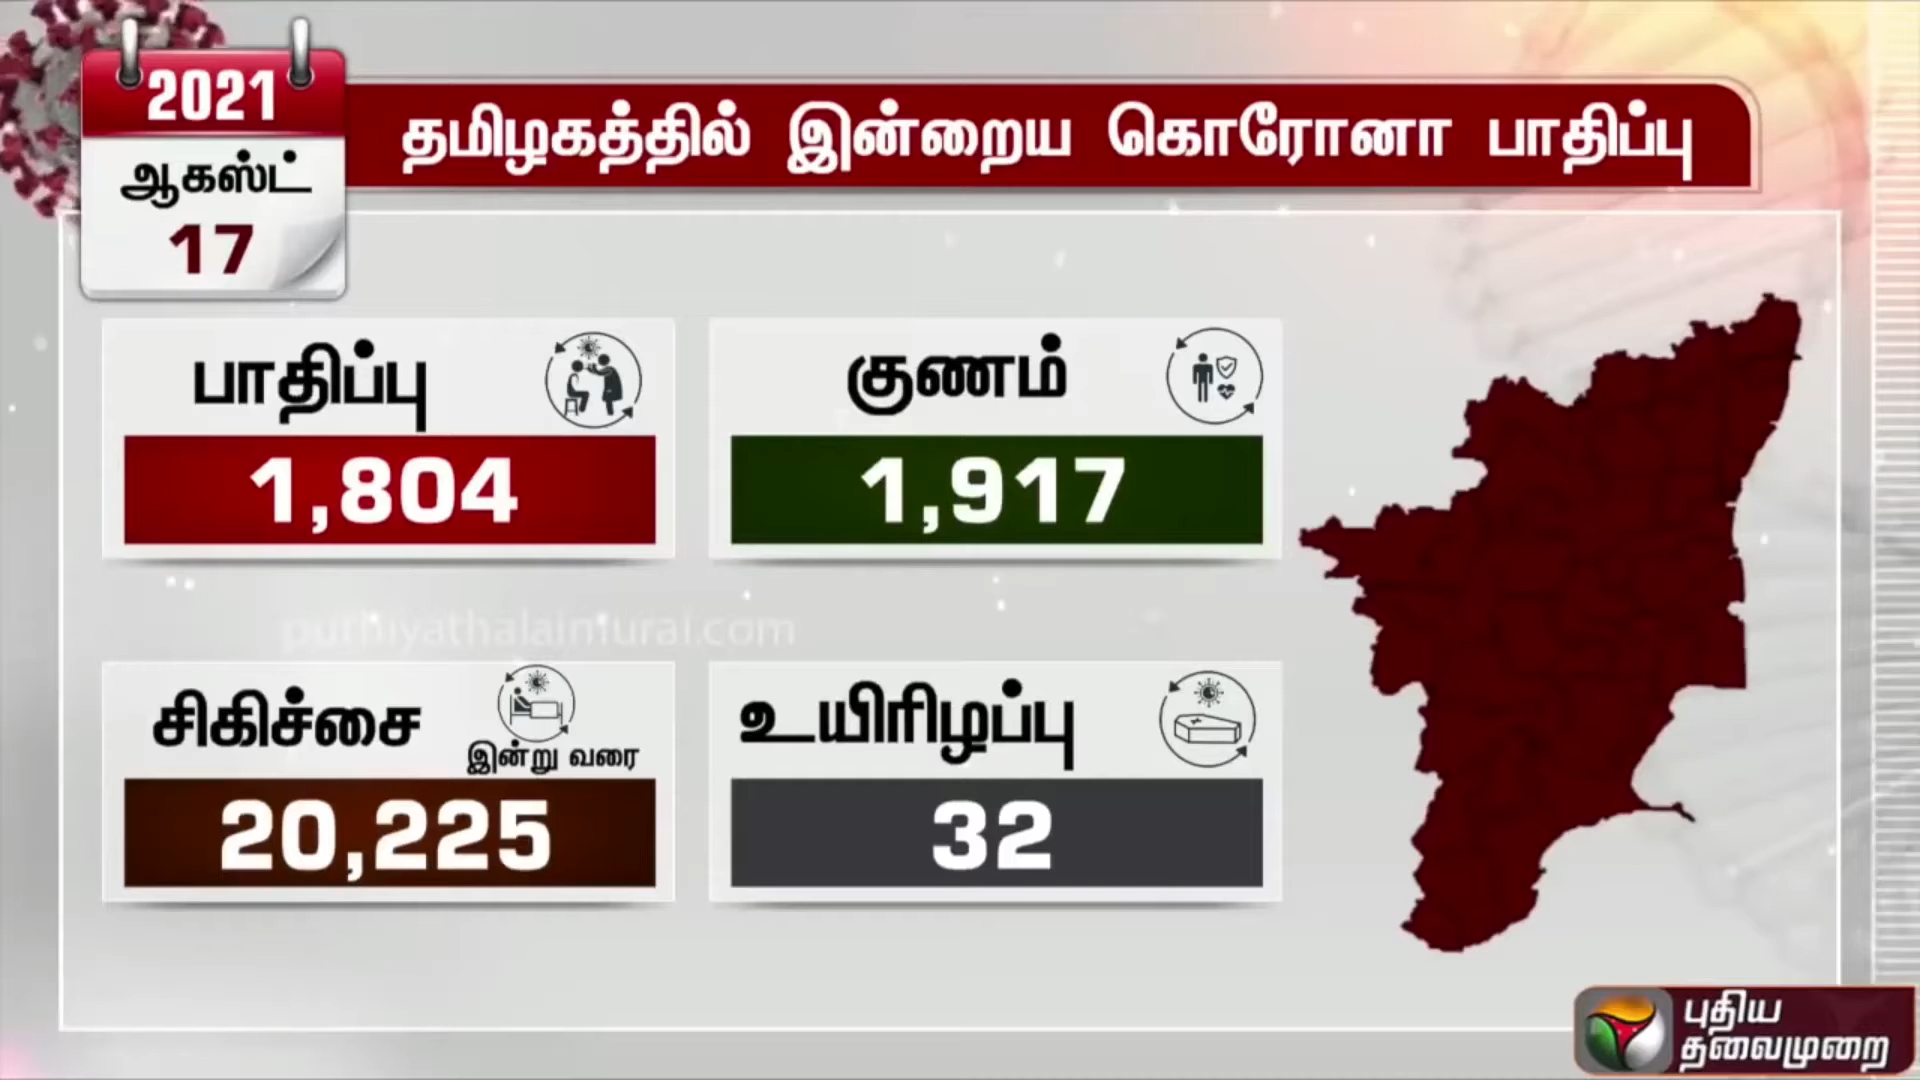 2021
ஆகஸ்ட்
17
தமிழகத்தில் இன்றைய கொரோனா பாதிப்பு
பாதிப்பு
1,804
குணம்
1,917
puthiyathalaimurai.com
சிகிச்சை
இன்று வரை
20,225
உயிரிழப்பு
32
புதிய
தலைமுறை